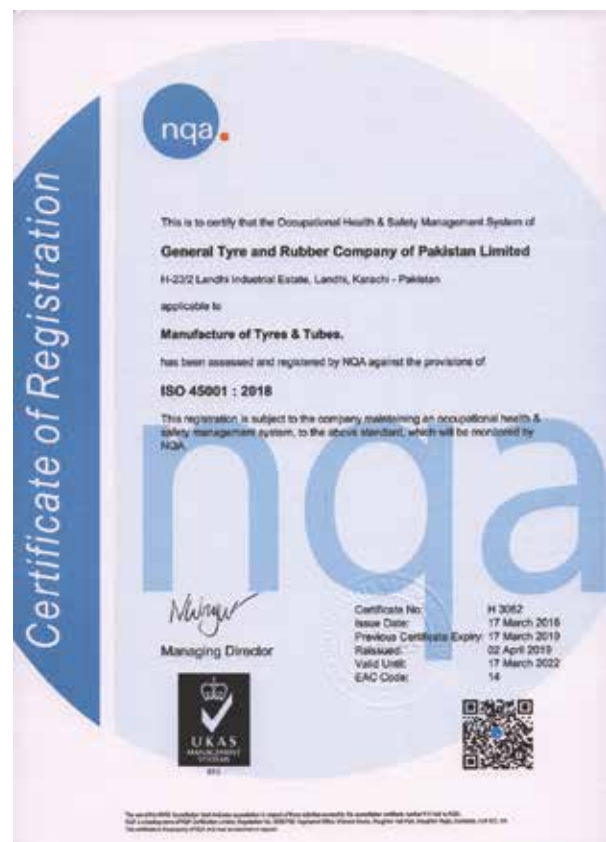 Certificate of Registration
nqa.
This is to certify that the Occupational Health & Safety Management System of
General Tyre and Rubber Company of Pakistan Limited
H-23/2 Landhi Industrial Estate, Landhi, Karachi - Pakistan
applicable to
Manufacture of Tyres & Tubes.
has been assessed and registered by NQA against the provisions of
ISO 45001 : 2018
This registration is subject to the company maintaining an occupational health &
safety management system, to the above standard, which will be monitored by
NQA.
nqa
Managing Director
Certificate No: H 3062
Issue Date: 17 March 2016
Previous Certificate Expiry: 17 March 2019
Reissued: 02 April 2019
Valid Until: 17 March 2022
EAC Code: 14
UKAS
MANAGEMENT
SYSTEMS